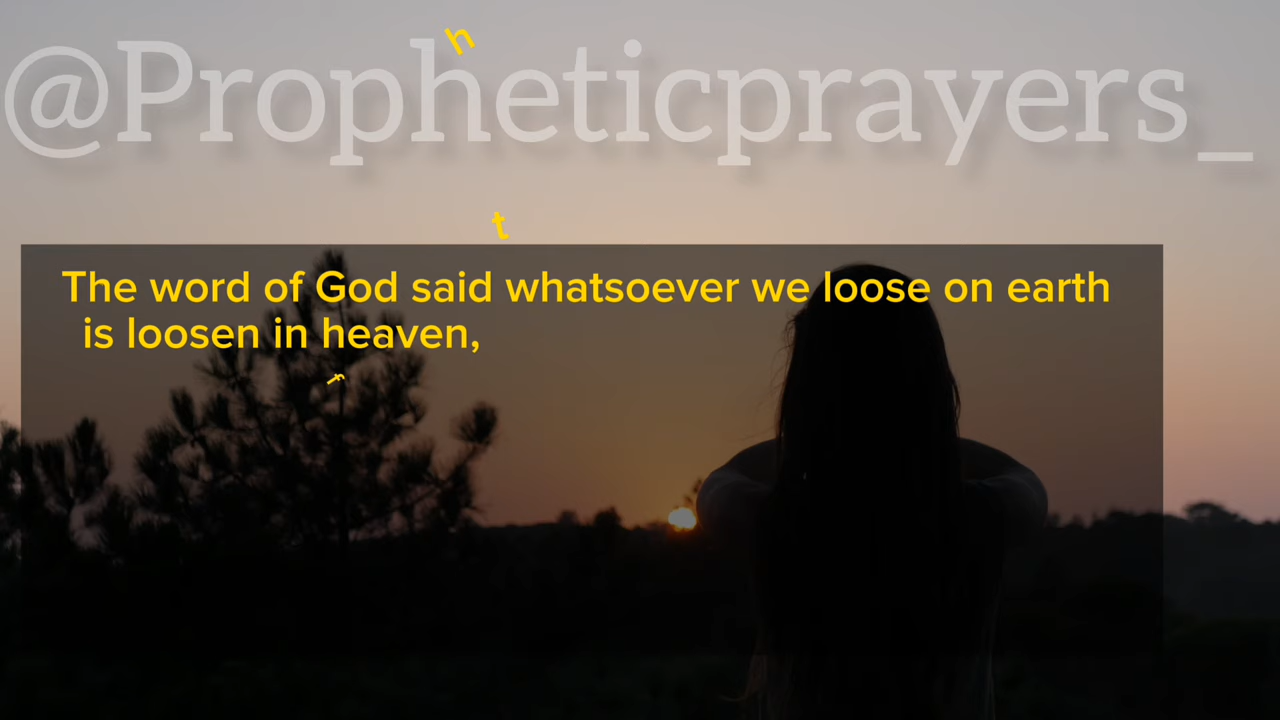 @Propheticprayers_
h
t
The word of God said whatsoever we loose on earth
is loosen in heaven,
f